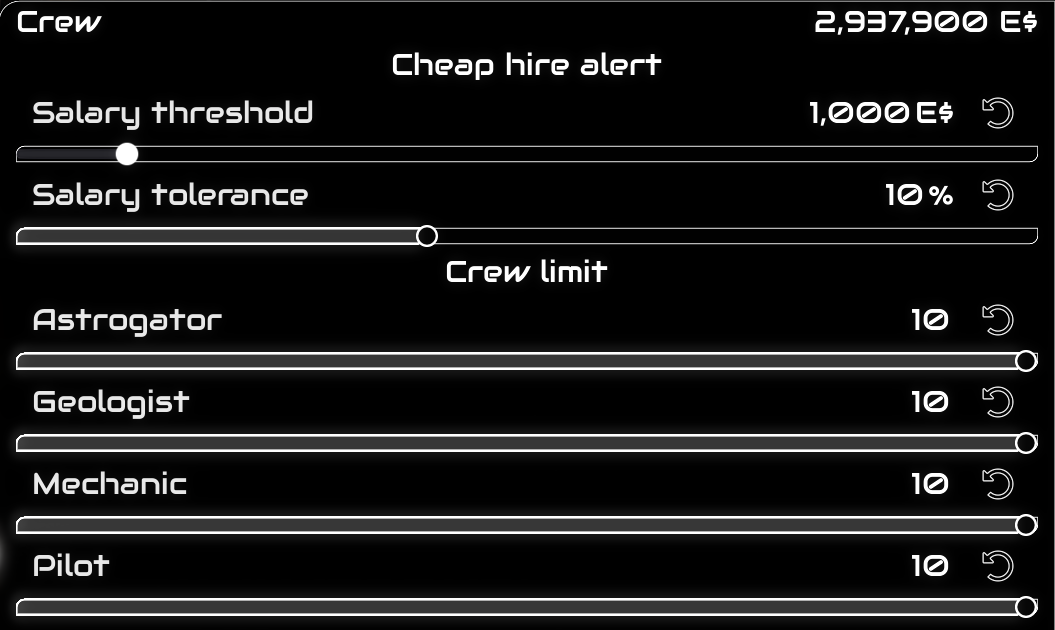 Crew 2,937,900 E$
Cheap hire alert
Salary threshold 1,000 E$
Salary tolerance 10 %
Crew limit
Astrogator 10
Geologist 10
Mechanic 10
Pilot 10